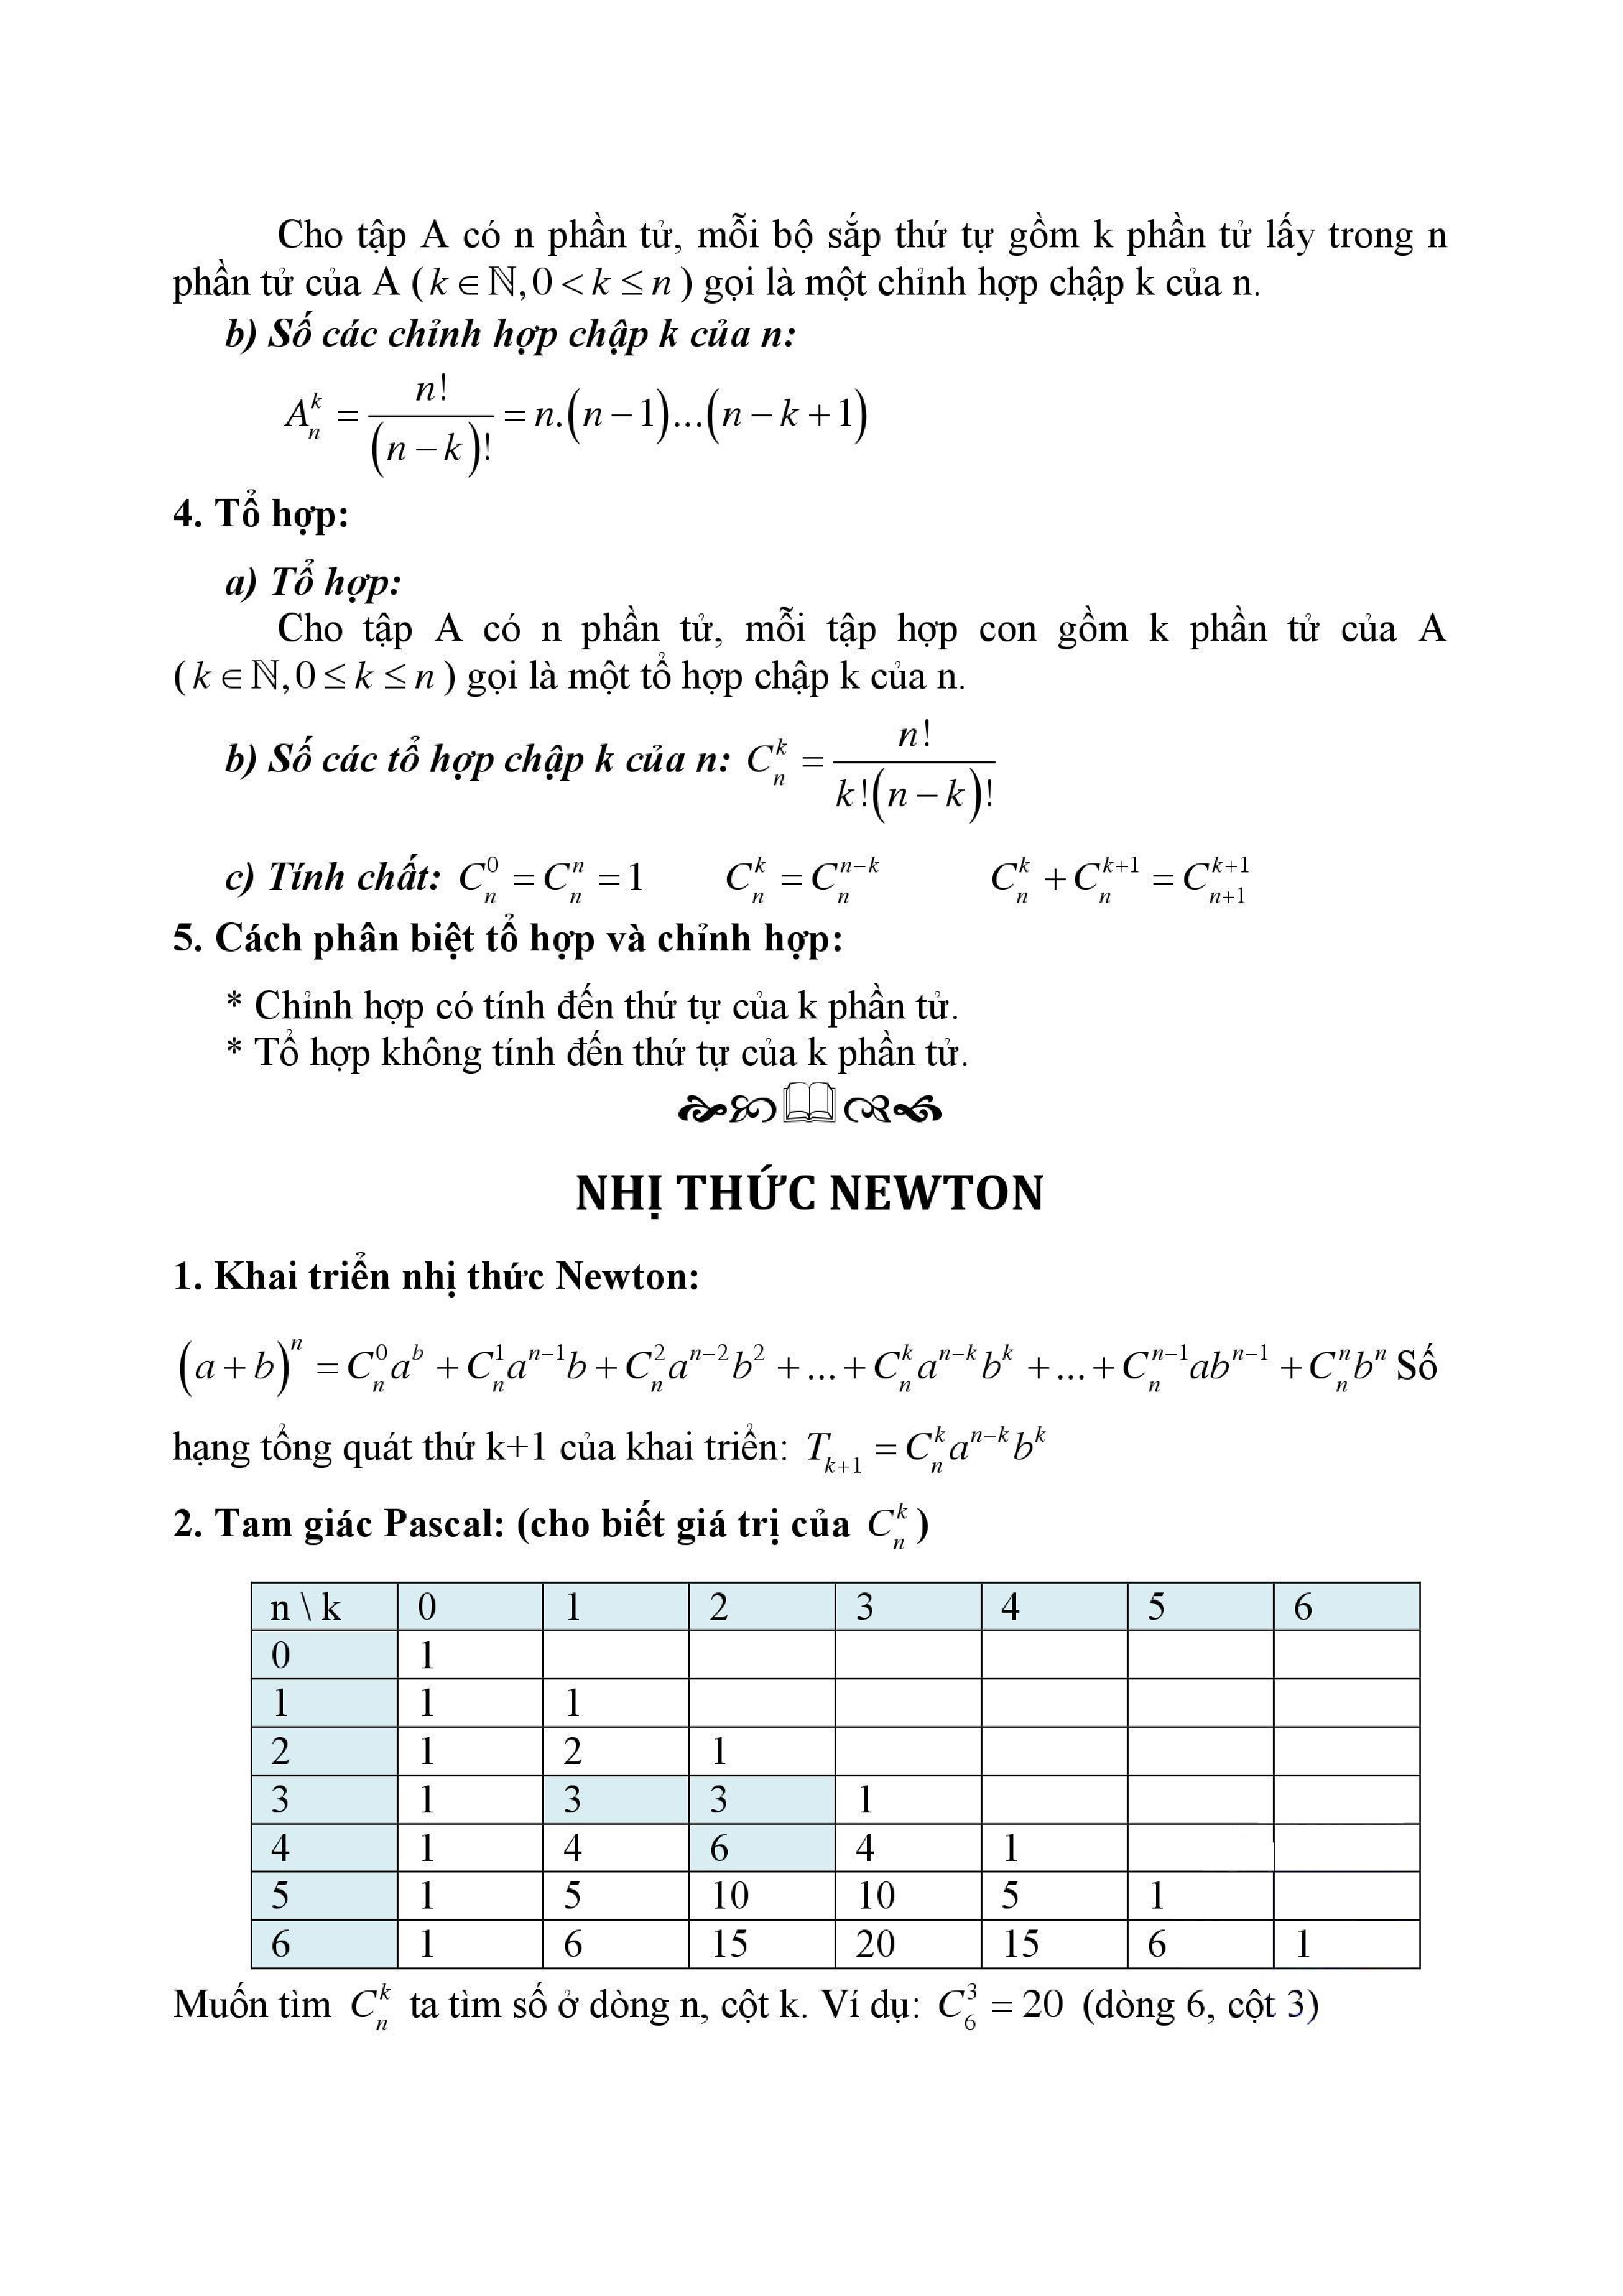 Cho tập A có n phần tử, mỗi bộ sắp thứ tự gồm k phần tử lấy trong n
phần tử của A ( k ∈ ℕ, 0 < k ≤ n ) gọi là một chỉnh hợp chập k của n.
b) Số các chỉnh hợp chập k của n:
A_n^k = n!/(n − k)! = n.(n − 1)...(n − k + 1)
4. Tổ hợp:
a) Tổ hợp:
Cho tập A có n phần tử, mỗi tập hợp con gồm k phần tử của A
( k ∈ ℕ, 0 ≤ k ≤ n ) gọi là một tổ hợp chập k của n.
b) Số các tổ hợp chập k của n: C_n^k = n!/(k!(n − k)!)
c) Tính chất: C_n^0 = C_n^n = 1 C_n^k = C_n^{n−k} C_n^k + C_n^{k+1} = C_{n+1}^{k+1}
5. Cách phân biệt tổ hợp và chỉnh hợp:
* Chỉnh hợp có tính đến thứ tự của k phần tử.
* Tổ hợp không tính đến thứ tự của k phần tử.
NHỊ THỨC NEWTON
1. Khai triển nhị thức Newton:
(a + b)^n = C_n^0 a^b + C_n^1 a^{n−1} b + C_n^2 a^{n−2} b^2 + ... + C_n^k a^{n−k} b^k + ... + C_n^{n−1} ab^{n−1} + C_n^n b^n Số
hạng tổng quát thứ k+1 của khai triển: T_{k+1} = C_n^k a^{n−k} b^k
2. Tam giác Pascal: (cho biết giá trị của C_n^k )
n \ k 0 1 2 3 4 5 6
0 1
1 1 1
2 1 2 1
3 1 3 3 1
4 1 4 6 4 1
5 1 5 10 10 5 1
6 1 6 15 20 15 6 1
Muốn tìm C_n^k ta tìm số ở dòng n, cột k. Ví dụ: C_6^3 = 20 (dòng 6, cột 3)